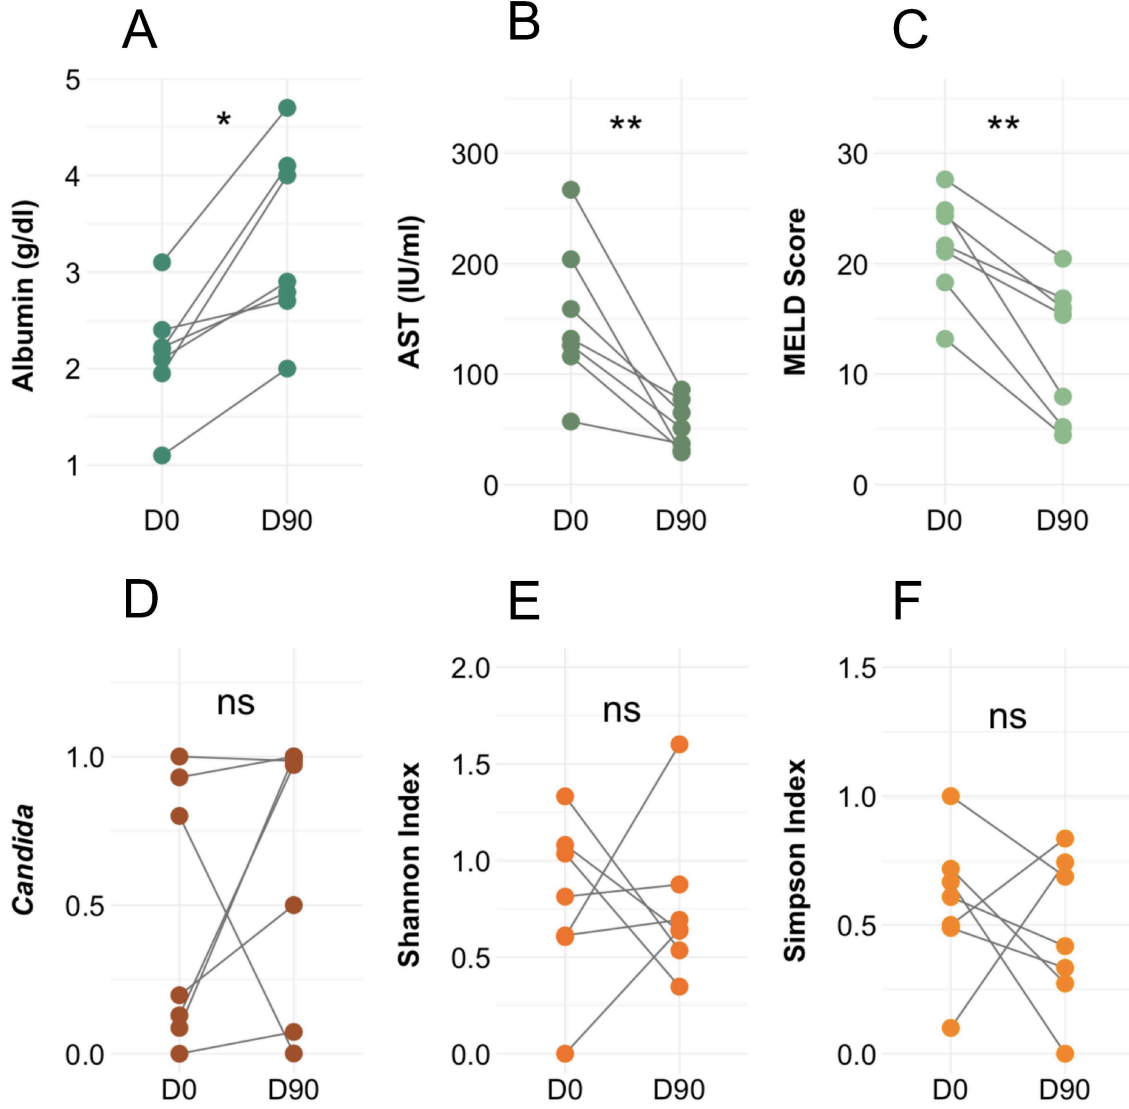 A
B
C
5
4
3
2
1
Albumin (g/dl)
*
D0
D90
300
200
100
0
AST (IU/ml)
**
D0
D90
30
20
10
0
MELD Score
**
D0
D90
D
E
F
1.0
0.5
0.0
Candida
ns
D0
D90
2.0
1.5
1.0
0.5
0.0
Shannon Index
ns
D0
D90
1.5
1.0
0.5
0.0
Simpson Index
ns
D0
D90